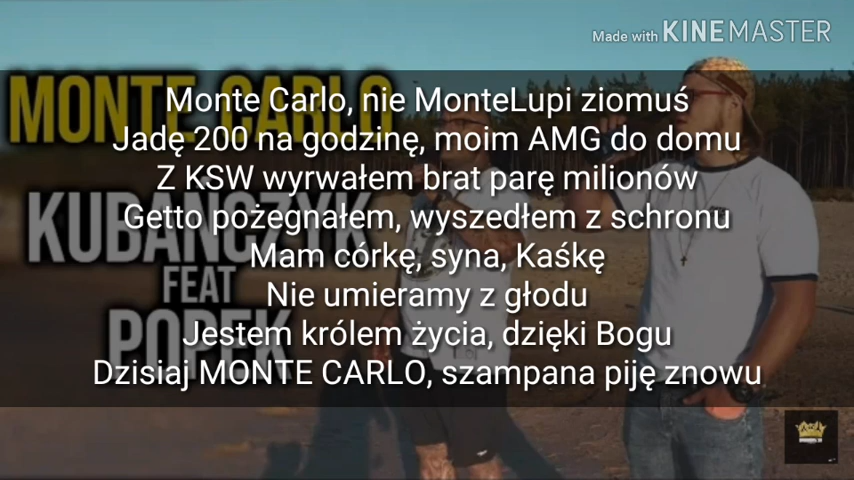 Made with KINEMASTER
MONTE CARLO
Monte Carlo, nie MonteLupi ziomuś
Jadę 200 na godzinę, moim AMG do domu
Z KSW wyrwałem brat parę milionów
Getto pożegnałem, wyszedłem z schronu
Mam córkę, syna, Kaśkę
Nie umieramy z głodu
Jestem królem życia, dzięki Bogu
Dzisiaj MONTE CARLO, szampana piję znowu
KUBAŃCZYK
FEAT
POPEK